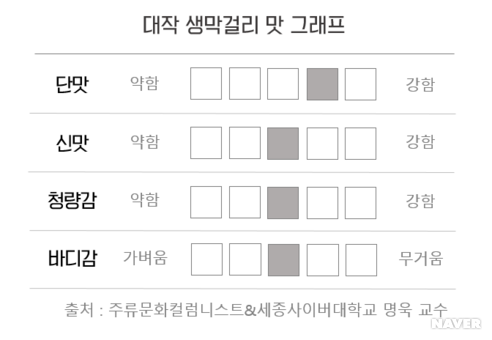 대작 생막걸리 맛 그래프
단맛 약함 강함
신맛 약함 강함
청량감 약함 강함
바디감 가벼움 무거움
출처 : 주류문화컬럼니스트&세종사이버대학교 명욱 교수
NAVER